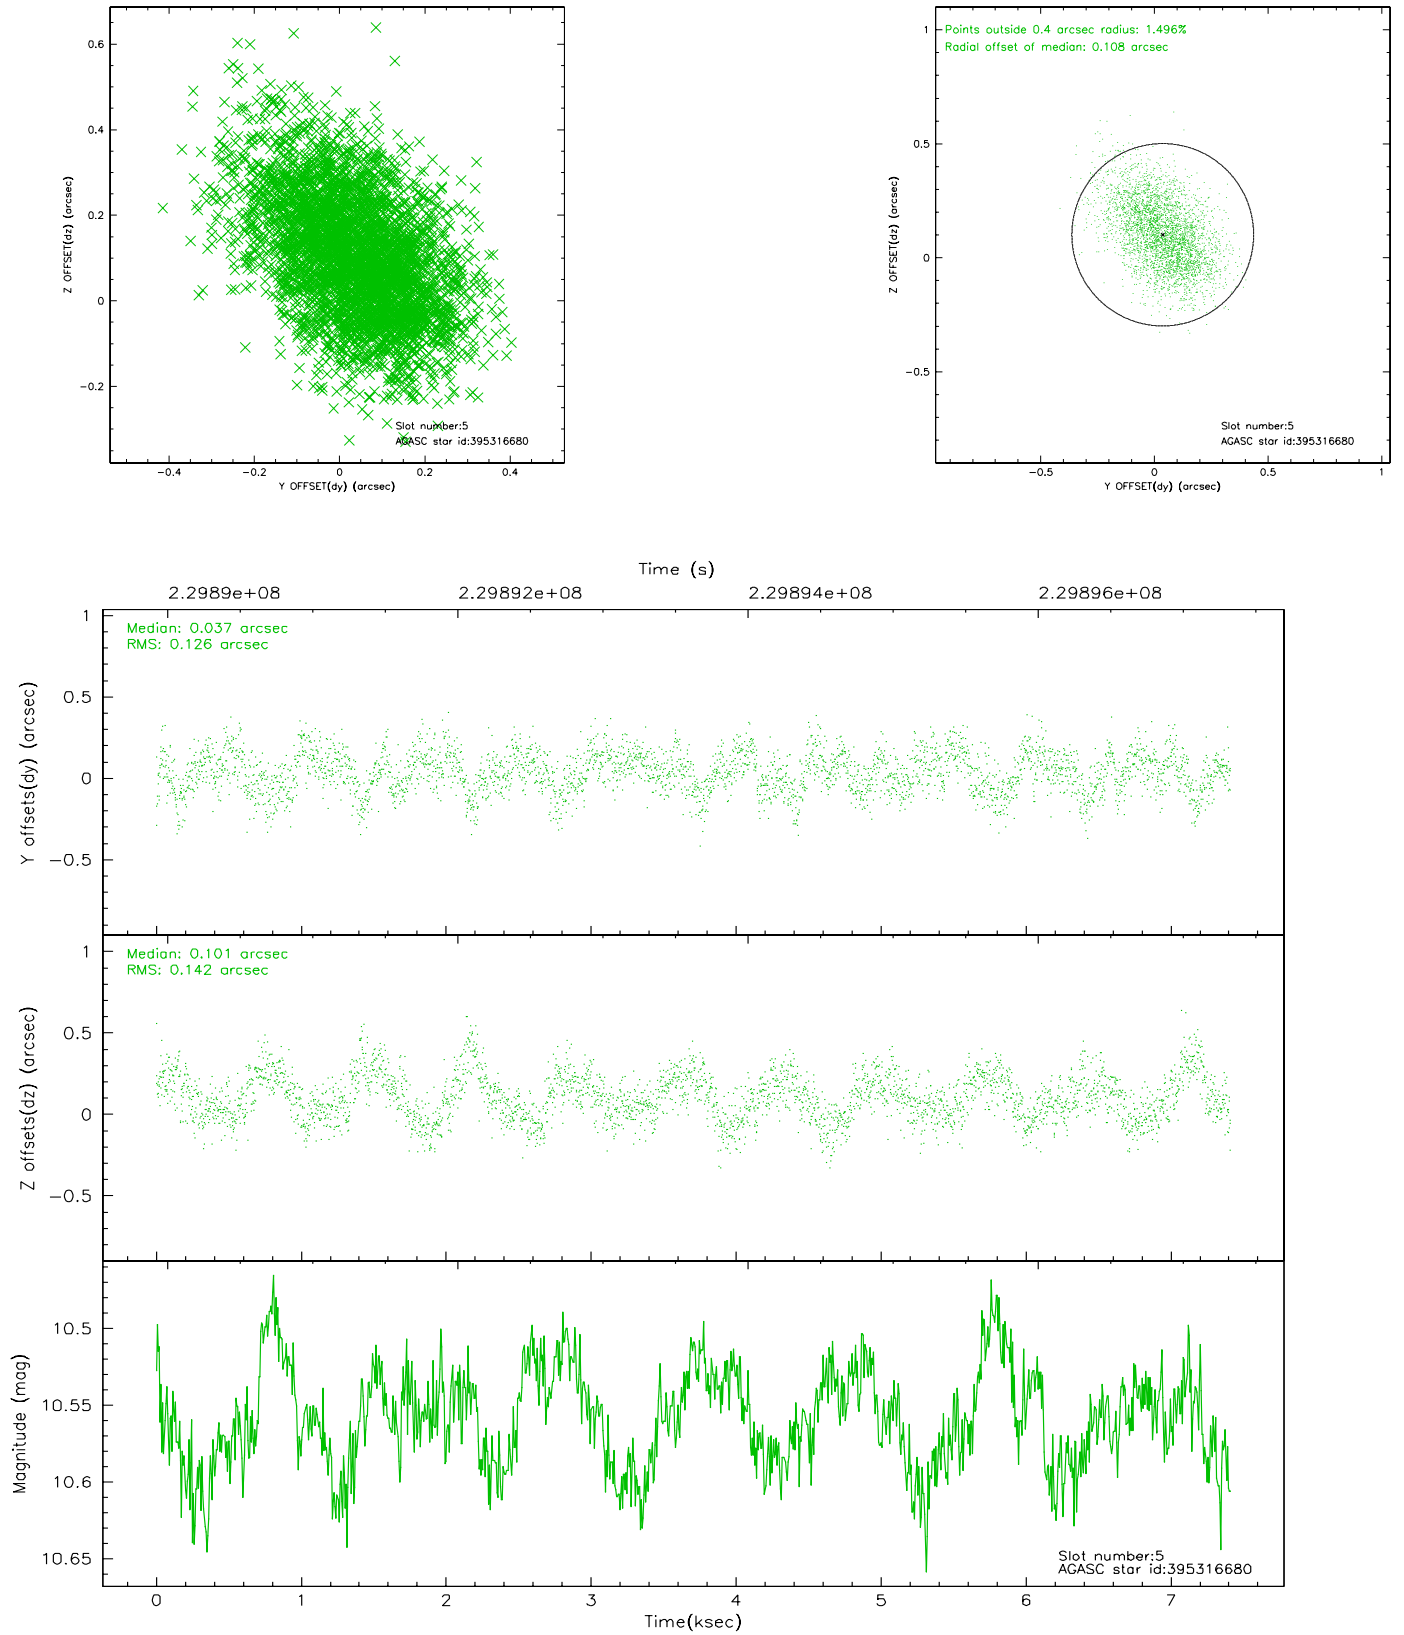 0.6
0.4
0.2
0
−0.2
−0.4
−0.2
0
0.2
0.4
Z OFFSET(dz) (arcsec)
Y OFFSET(dy) (arcsec)
Slot number:5
AGASC star id:395316680
Points outside 0.4 arcsec radius: 1.496%
Radial offset of median: 0.108 arcsec
1
0.5
0
−0.5
−0.5
0
0.5
1
Z OFFSET(dz) (arcsec)
Y OFFSET(dy) (arcsec)
Slot number:5
AGASC star id:395316680
Time (s)
2.2989e+08
2.29892e+08
2.29894e+08
2.29896e+08
Median: 0.037 arcsec
RMS: 0.126 arcsec
1
0.5
0
−0.5
Y offsets(dy) (arcsec)
Median: 0.101 arcsec
RMS: 0.142 arcsec
1
0.5
0
−0.5
Z offsets(dz) (arcsec)
10.5
10.55
10.6
10.65
Magnitude (mag)
Slot number:5
AGASC star id:395316680
0
1
2
3
4
5
6
7
Time(ksec)